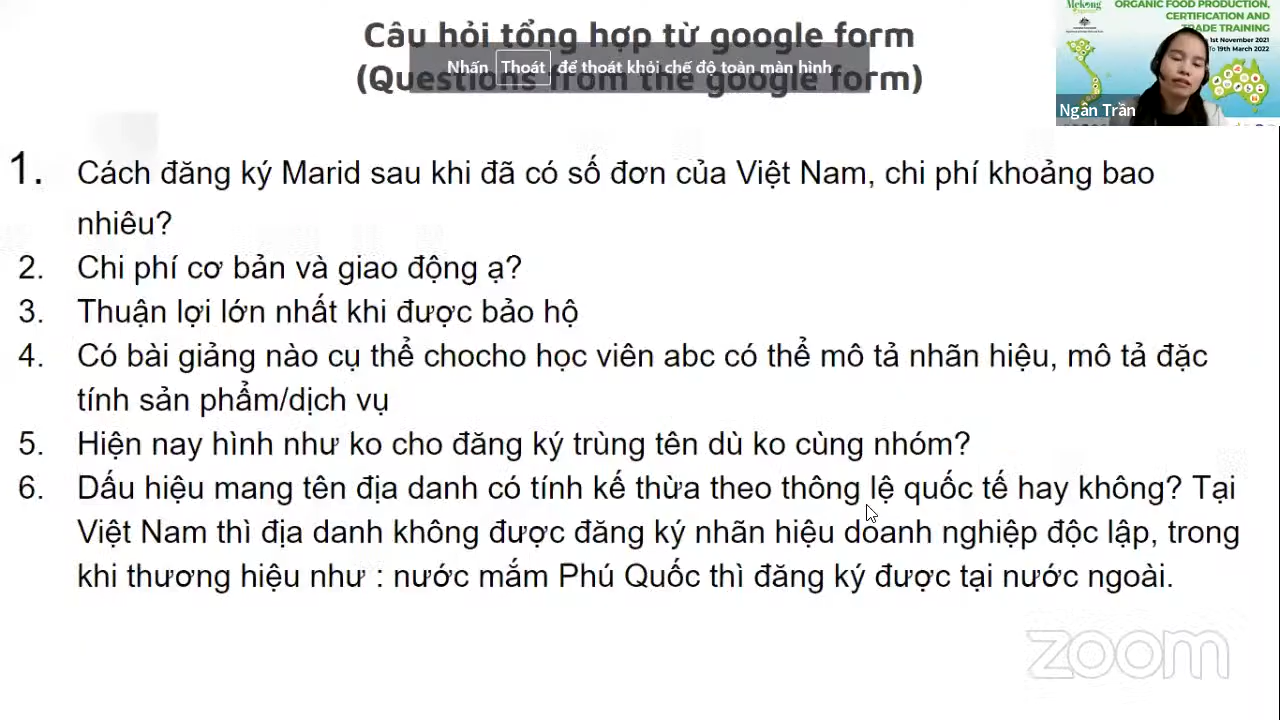 Câu hỏi tổng hợp từ google form
(Questions from the google form)
Nhấn Thoát để thoát khỏi chế độ toàn màn hình
Mekong
ORGANIC FOOD PRODUCTION,
CERTIFICATION AND
TRADE TRAINING
1st November 2021
To 19th March 2022
Ngân Trần
1. Cách đăng ký Marid sau khi đã có số đơn của Việt Nam, chi phí khoảng bao
nhiêu?
2. Chi phí cơ bản và giao động ạ?
3. Thuận lợi lớn nhất khi được bảo hộ
4. Có bài giảng nào cụ thể chocho học viên abc có thể mô tả nhãn hiệu, mô tả đặc
tính sản phẩm/dịch vụ
5. Hiện nay hình như ko cho đăng ký trùng tên dù ko cùng nhóm?
6. Dấu hiệu mang tên địa danh có tính kế thừa theo thông lệ quốc tế hay không? Tại
Việt Nam thì địa danh không được đăng ký nhãn hiệu doanh nghiệp độc lập, trong
khi thương hiệu như : nước mắm Phú Quốc thì đăng ký được tại nước ngoài.
zoom